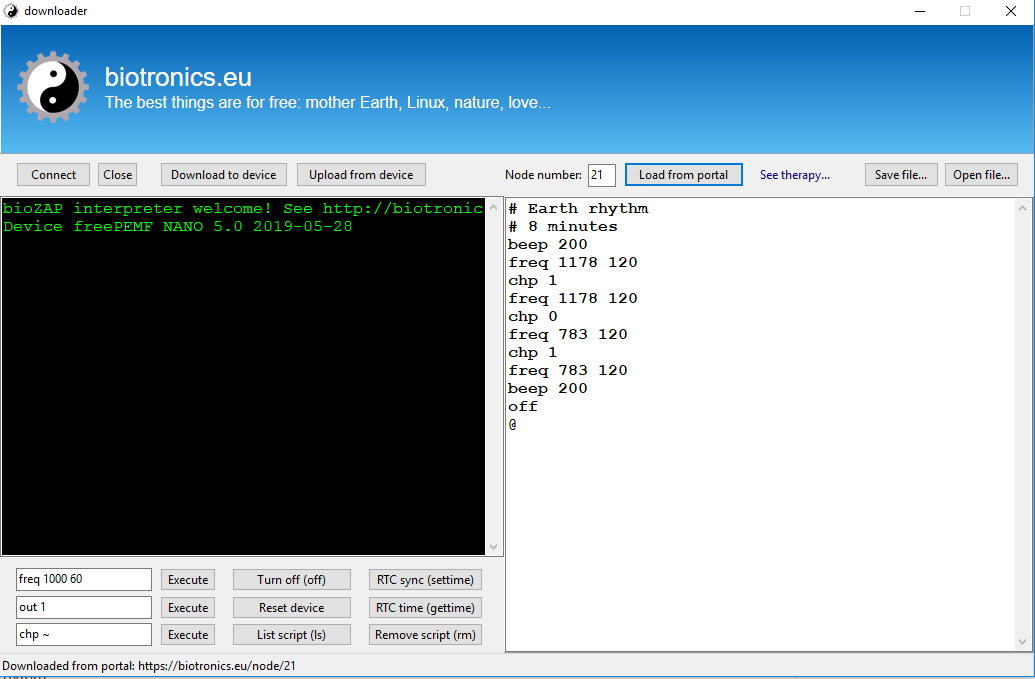 downloader
biotronics.eu
The best things are for free: mother Earth, Linux, nature, love...
Connect Close Download to device Upload from device Node number: 21 Load from portal See therapy... Save file... Open file...
bioZAP interpreter welcome! See http://biotronic
Device freePEMF NANO 5.0 2019-05-28
# Earth rhythm
# 8 minutes
beep 200
freq 1178 120
chp 1
freq 1178 120
chp 0
freq 783 120
chp 1
freq 783 120
beep 200
off
@
freq 1000 60 Execute Turn off (off) RTC sync (settime)
out 1 Execute Reset device RTC time (gettime)
chp ~ Execute List script (ls) Remove script (rm)
Downloaded from portal: https://biotronics.eu/node/21